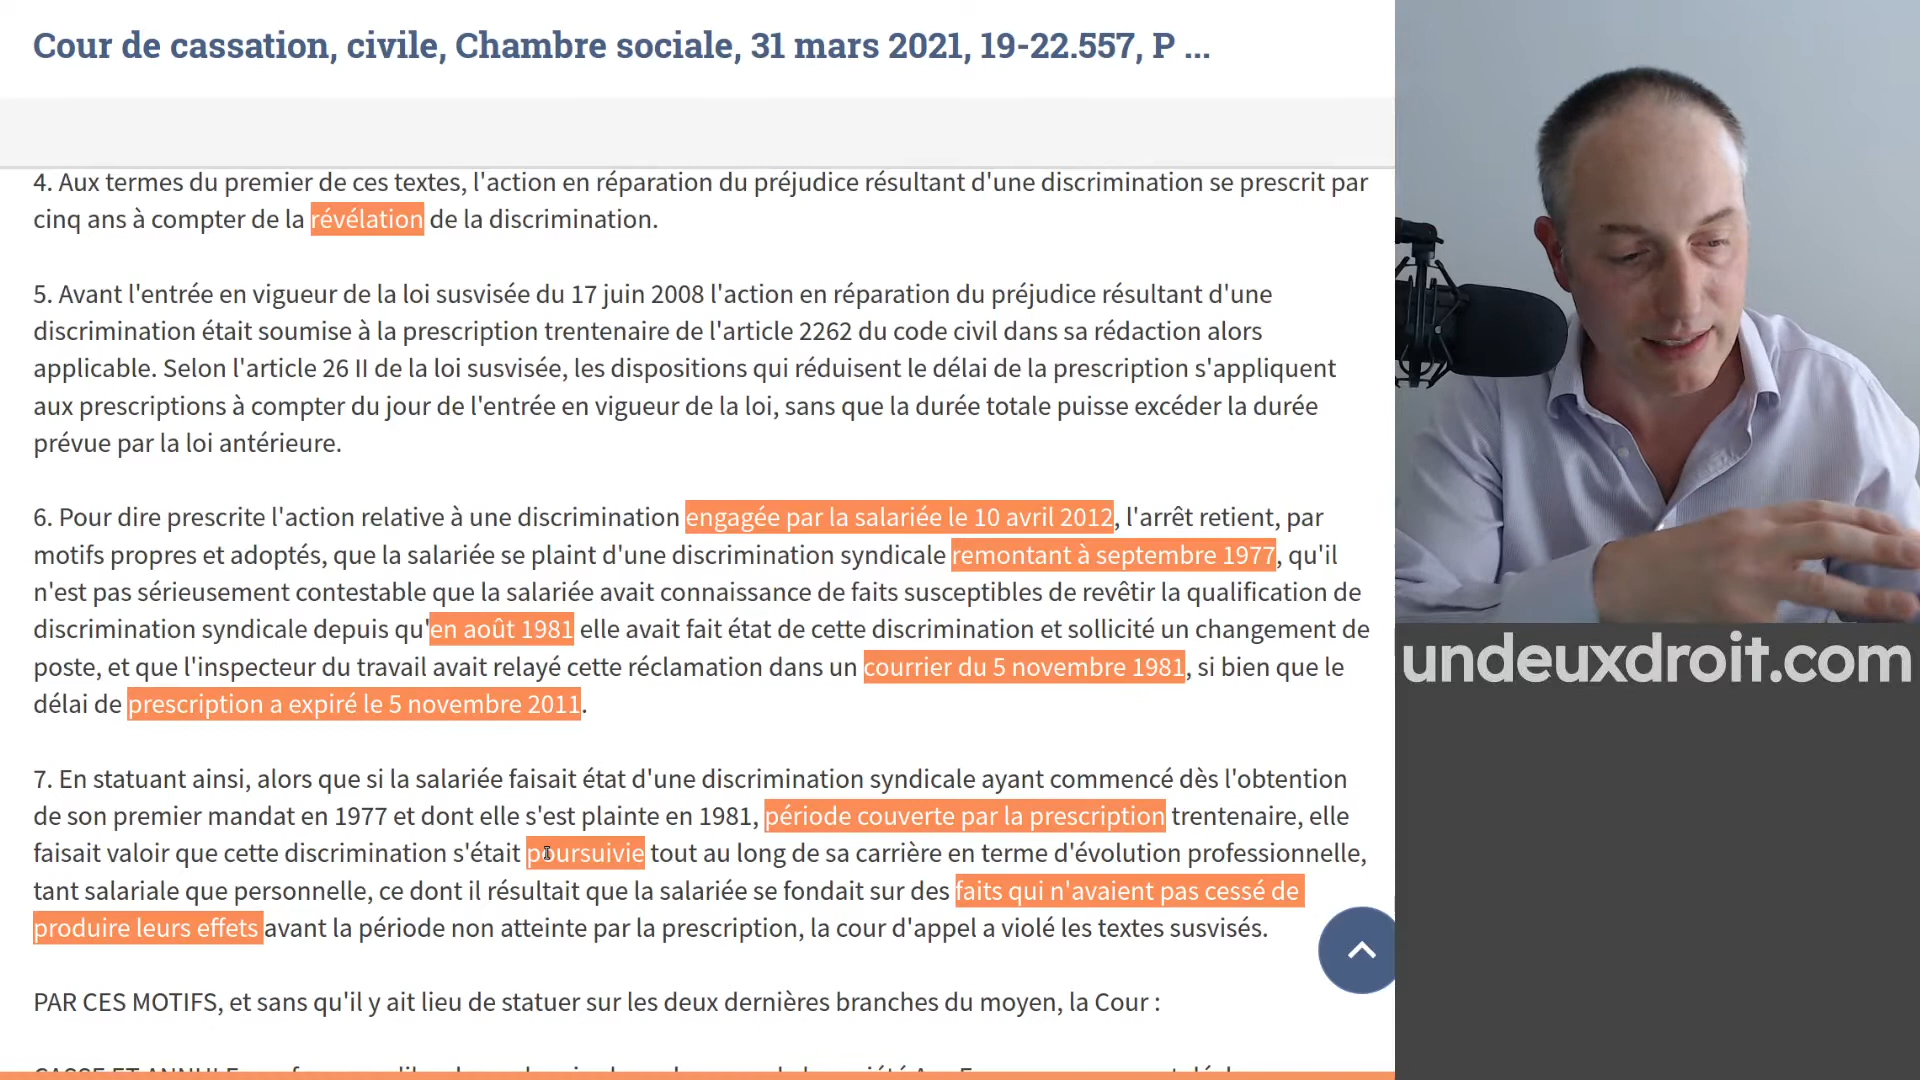 Cour de cassation, civile, Chambre sociale, 31 mars 2021, 19-22.557, P ...
4. Aux termes du premier de ces textes, l'action en réparation du préjudice résultant d'une discrimination se prescrit par
cinq ans à compter de la révélation de la discrimination.
5. Avant l'entrée en vigueur de la loi susvisée du 17 juin 2008 l'action en réparation du préjudice résultant d'une
discrimination était soumise à la prescription trentenaire de l'article 2262 du code civil dans sa rédaction alors
applicable. Selon l'article 26 II de la loi susvisée, les dispositions qui réduisent le délai de la prescription s'appliquent
aux prescriptions à compter du jour de l'entrée en vigueur de la loi, sans que la durée totale puisse excéder la durée
prévue par la loi antérieure.
6. Pour dire prescrite l'action relative à une discrimination engagée par la salariée le 10 avril 2012, l'arrêt retient, par
motifs propres et adoptés, que la salariée se plaint d'une discrimination syndicale remontant à septembre 1977, qu'il
n'est pas sérieusement contestable que la salariée avait connaissance de faits susceptibles de revêtir la qualification de
discrimination syndicale depuis qu'en août 1981 elle avait fait état de cette discrimination et sollicité un changement de
poste, et que l'inspecteur du travail avait relayé cette réclamation dans un courrier du 5 novembre 1981, si bien que le
délai de prescription a expiré le 5 novembre 2011.
7. En statuant ainsi, alors que si la salariée faisait état d'une discrimination syndicale ayant commencé dès l'obtention
de son premier mandat en 1977 et dont elle s'est plainte en 1981, période couverte par la prescription trentenaire, elle
faisait valoir que cette discrimination s'était poursuivie tout au long de sa carrière en terme d'évolution professionnelle,
tant salariale que personnelle, ce dont il résultait que la salariée se fondait sur des faits qui n'avaient pas cessé de
produire leurs effets avant la période non atteinte par la prescription, la cour d'appel a violé les textes susvisés.
PAR CES MOTIFS, et sans qu'il y ait lieu de statuer sur les deux dernières branches du moyen, la Cour :
CASSE ET ANNULE
undeuxdroit.com